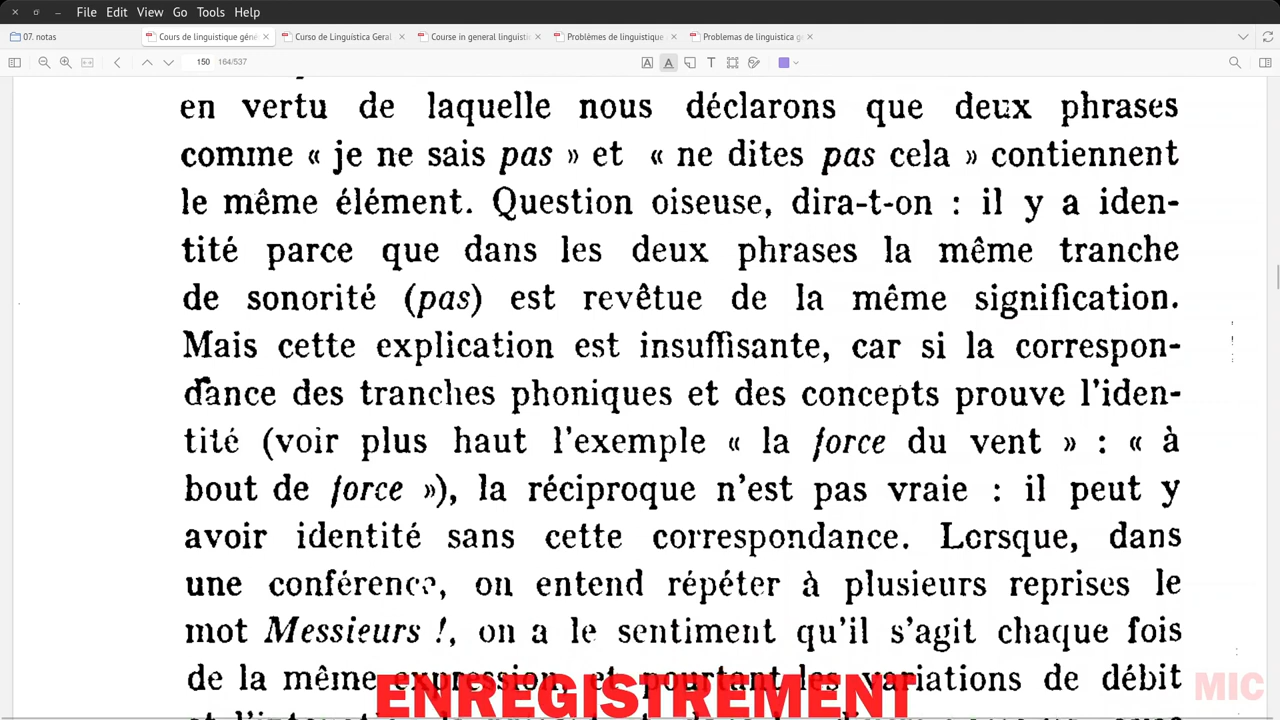 File Edit View Go Tools Help
07. notas Cours de linguistique géné Curso de Linguística Geral Course in general linguisti Problèmes de linguistique Problemas de linguistica g
150 164/537
en vertu de laquelle nous déclarons que deux phrases
comme « je ne sais pas » et « ne dites pas cela » contiennent
le même élément. Question oiseuse, dira-t-on : il y a iden-
tité parce que dans les deux phrases la même tranche
de sonorité (pas) est revêtue de la même signification.
Mais cette explication est insuffisante, car si la correspon-
dance des tranches phoniques et des concepts prouve l'iden-
tité (voir plus haut l'exemple « la force du vent » : « à
bout de force »), la réciproque n'est pas vraie : il peut y
avoir identité sans cette correspondance. Lorsque, dans
une conférence, on entend répéter à plusieurs reprises le
mot Messieurs !, on a le sentiment qu'il s'agit chaque fois
de la même expression, et pourtant les variations de débit
ENREGISTREMENT
MIC